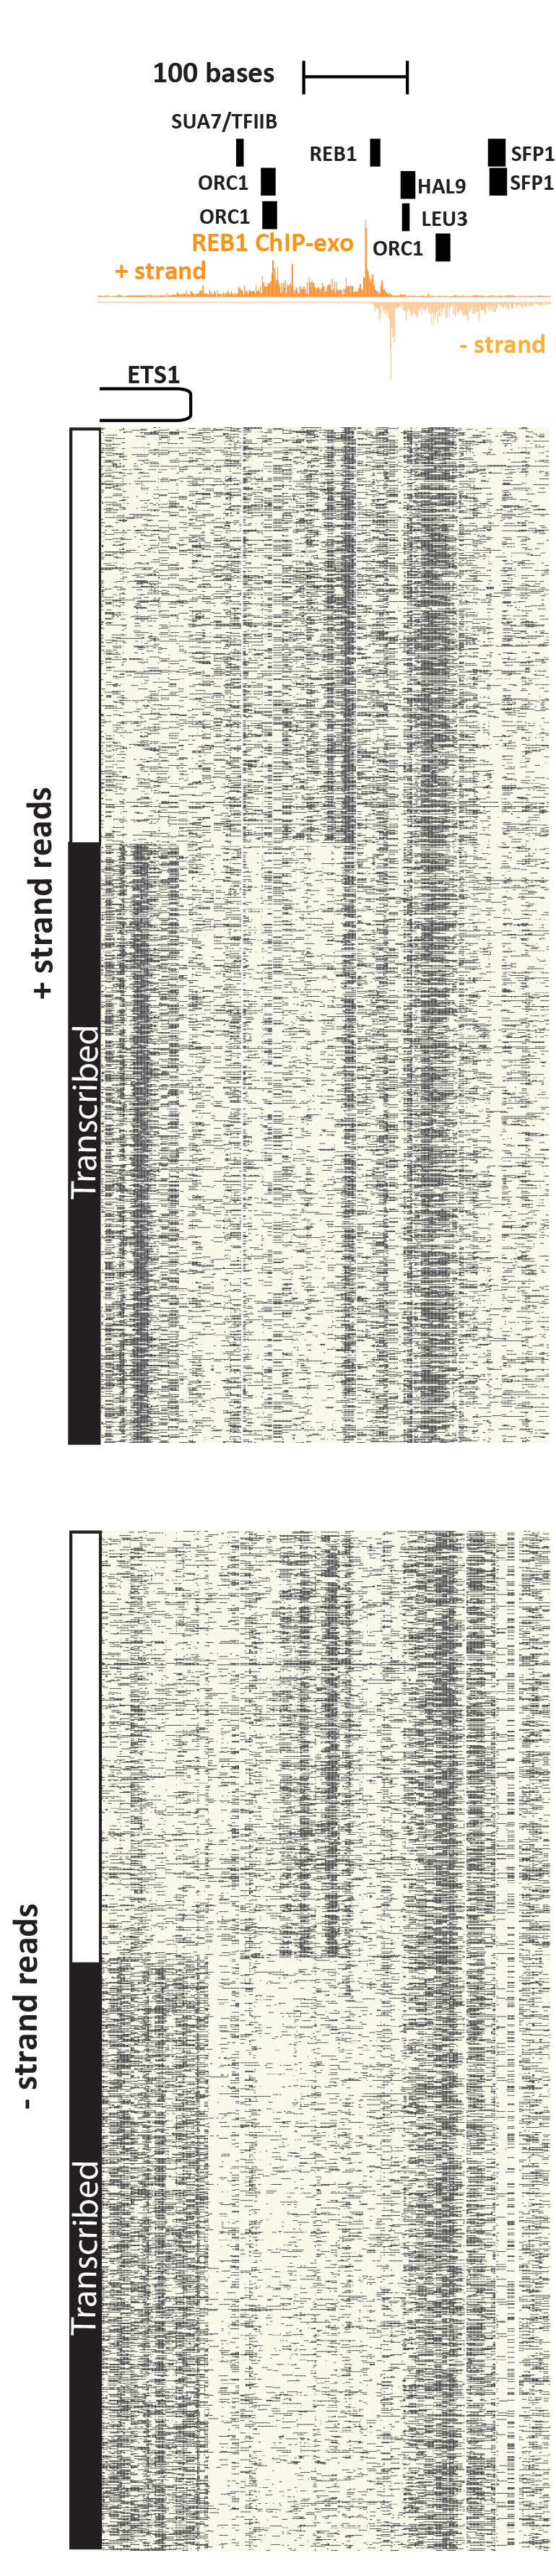 100 bases
SUA7/TFIIB
REB1
SFP1
ORC1
HAL9
SFP1
ORC1
LEU3
REB1 ChIP-exo
ORC1
+ strand
- strand
ETS1
+ strand reads
Transcribed
- strand reads
Transcribed